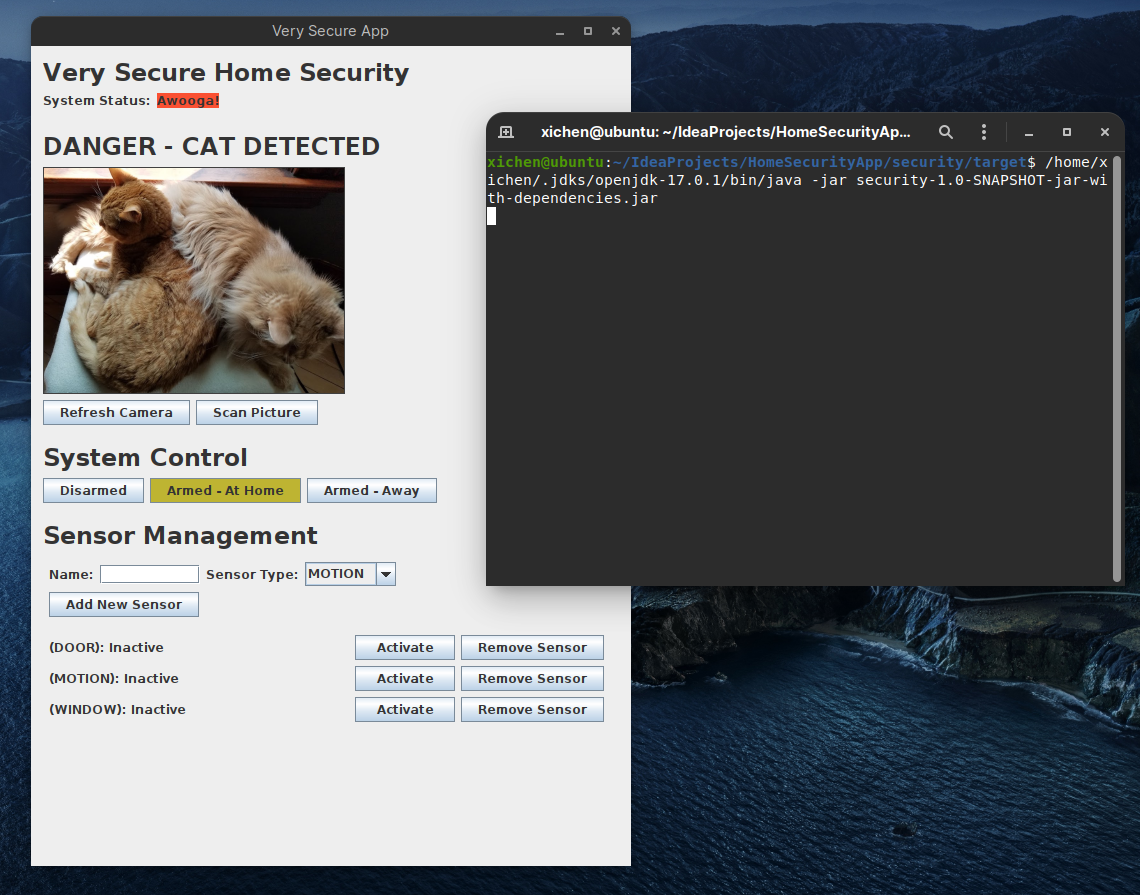 Very Secure App
Very Secure Home Security
System Status: Awooga!
DANGER - CAT DETECTED
Refresh Camera Scan Picture
System Control
Disarmed Armed - At Home Armed - Away
Sensor Management
Name: Sensor Type: MOTION
Add New Sensor
(DOOR): Inactive Activate Remove Sensor
(MOTION): Inactive Activate Remove Sensor
(WINDOW): Inactive Activate Remove Sensor
xichen@ubuntu: ~/IdeaProjects/HomeSecurityAp...
xichen@ubuntu:~/IdeaProjects/HomeSecurityApp/security/target$ /home/x
ichen/.jdks/openjdk-17.0.1/bin/java -jar security-1.0-SNAPSHOT-jar-wi
th-dependencies.jar